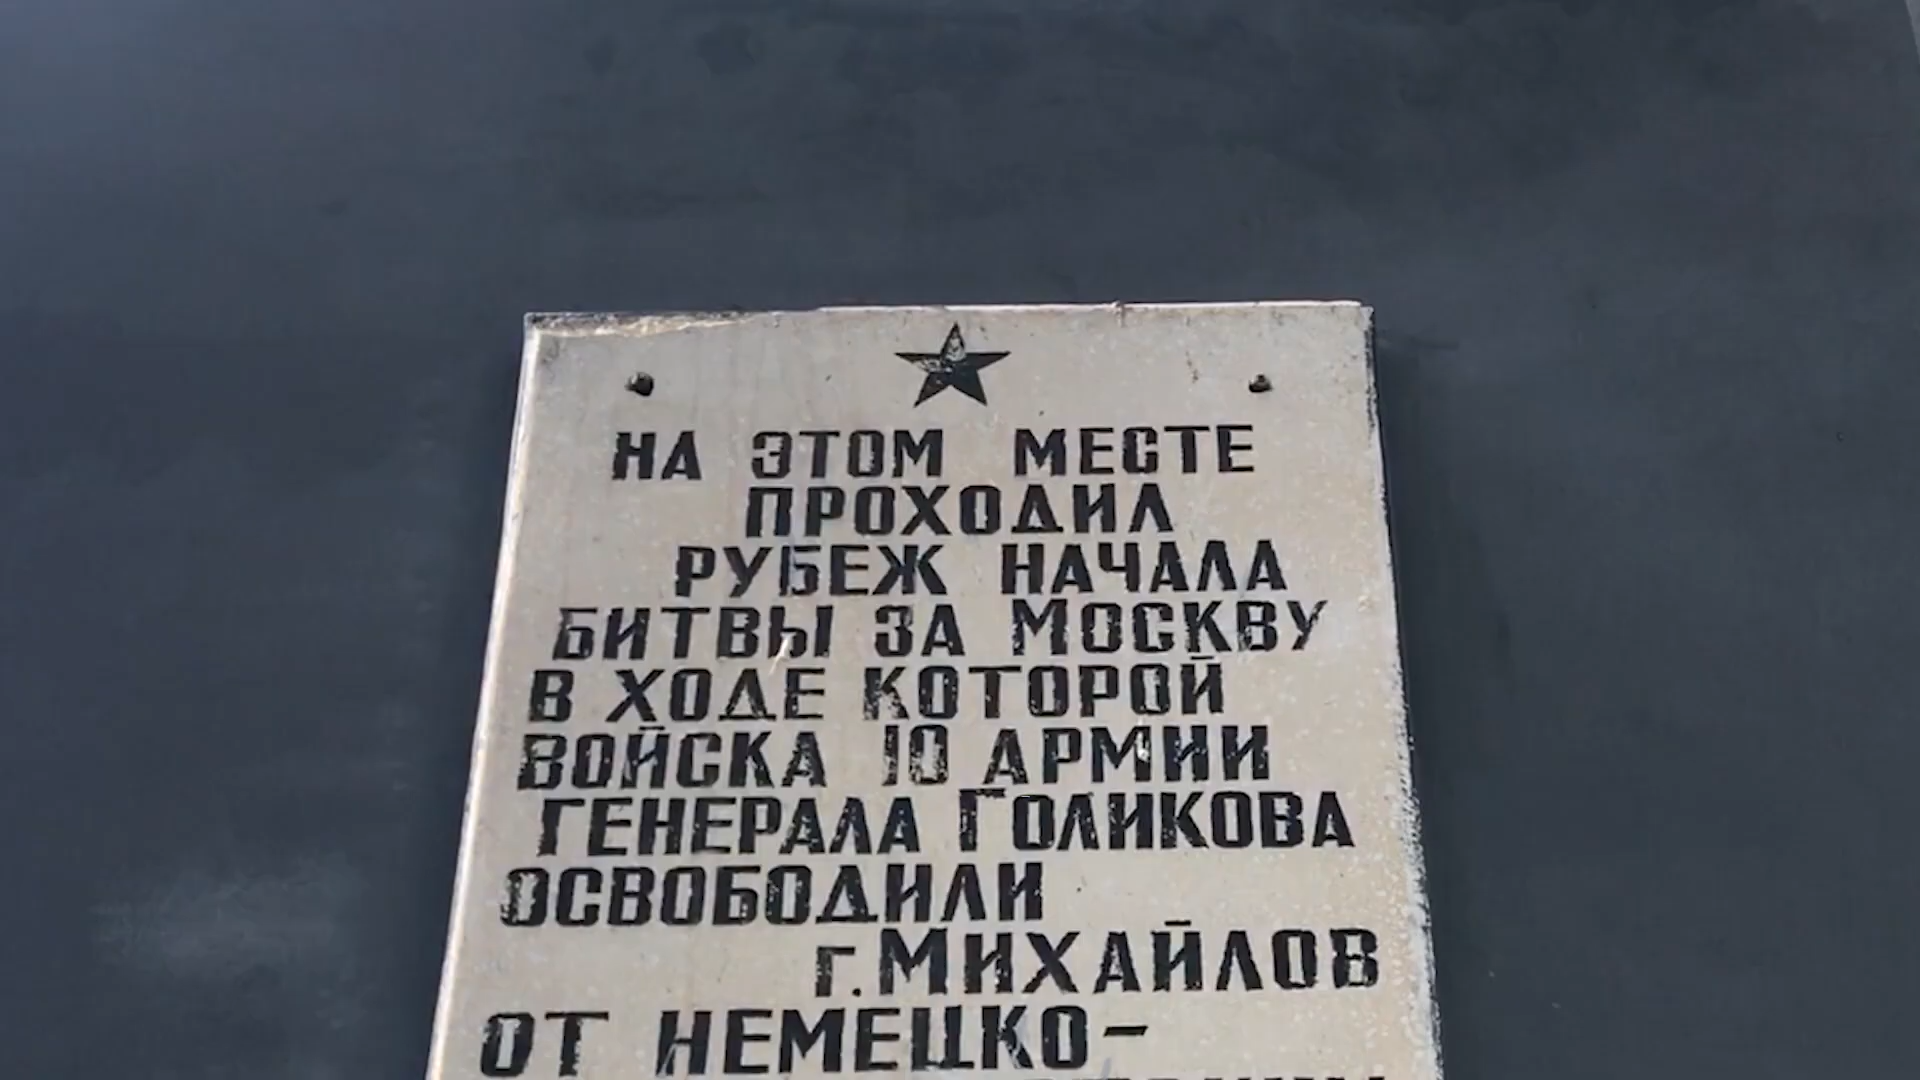 НА ЭТОМ МЕСТЕ
ПРОХОДИЛ
РУБЕЖ НАЧАЛА
БИТВЫ ЗА МОСКВУ
В ХОДЕ КОТОРОЙ
ВОЙСКА 10 АРМИИ
ГЕНЕРАЛА ГОЛИКОВА
ОСВОБОДИЛИ
г. МИХАЙЛОВ
ОТ НЕМЕЦКО-